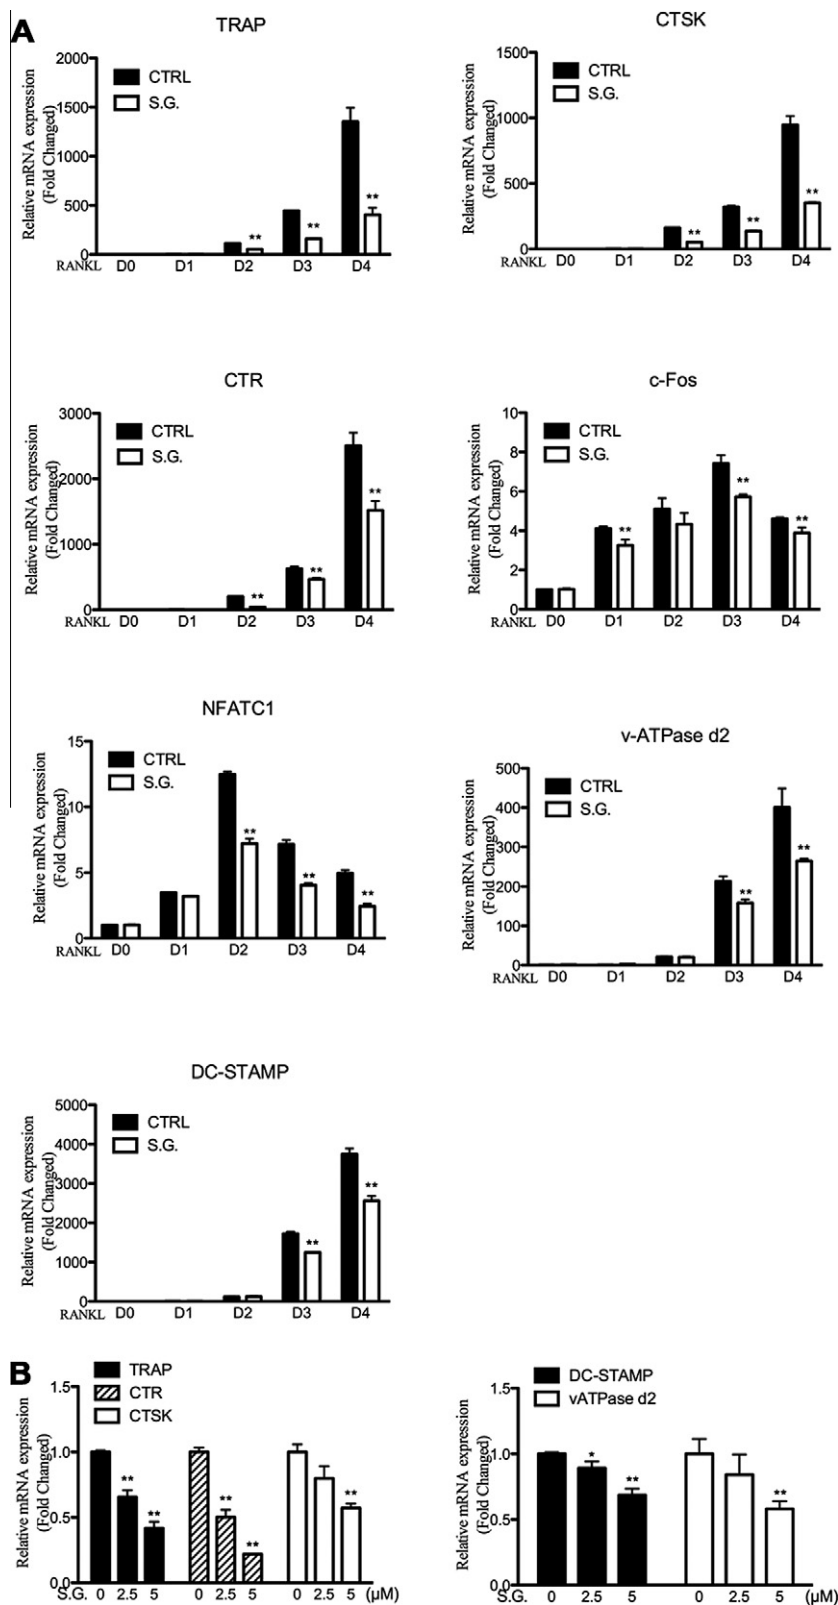 A
TRAP
Relative mRNA expression
(Fold Changed)
2000
1500
1000
500
0
CTRL
S.G.
**
**
**
RANKL D0 D1 D2 D3 D4
CTSK
Relative mRNA expression
(Fold Changed)
1500
1000
500
0
CTRL
S.G.
**
**
**
RANKL D0 D1 D2 D3 D4
CTR
Relative mRNA expression
(Fold Changed)
3000
2000
1000
0
CTRL
S.G.
**
**
**
RANKL D0 D1 D2 D3 D4
c-Fos
Relative mRNA expression
(Fold Changed)
10
8
6
4
2
0
CTRL
S.G.
**
**
**
RANKL D0 D1 D2 D3 D4
NFATC1
Relative mRNA expression
(Fold Changed)
15
10
5
0
CTRL
S.G.
**
**
**
RANKL D0 D1 D2 D3 D4
v-ATPase d2
Relative mRNA expression
(Fold Changed)
500
400
300
200
100
0
CTRL
S.G.
**
**
RANKL D0 D1 D2 D3 D4
DC-STAMP
Relative mRNA expression
(Fold Changed)
5000
4000
3000
2000
1000
0
CTRL
S.G.
**
**
RANKL D0 D1 D2 D3 D4
B
TRAP
CTR
CTSK
Relative mRNA expression
(Fold Changed)
1.5
1.0
0.5
0.0
** ** ** ** **
S.G. 0 2.5 5 0 2.5 5 0 2.5 5 (μM)
DC-STAMP
vATPase d2
Relative mRNA expression
(Fold Changed)
1.5
1.0
0.5
0.0
* ** **
S.G. 0 2.5 5 0 2.5 5 (μM)